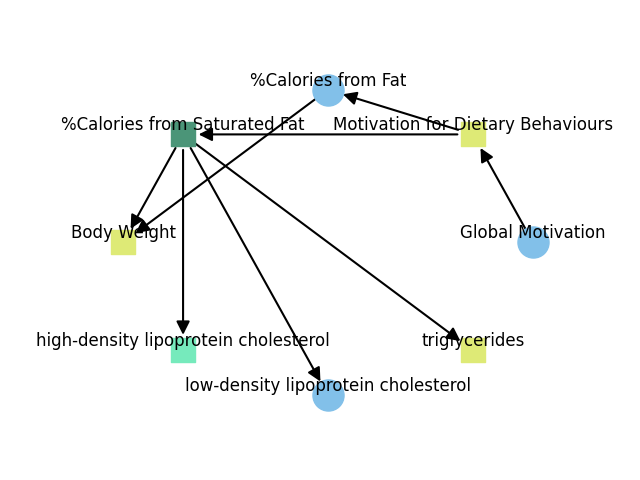 %Calories from Fat
%Calories from Saturated Fat
Motivation for Dietary Behaviours
Body Weight
Global Motivation
high-density lipoprotein cholesterol
triglycerides
low-density lipoprotein cholesterol